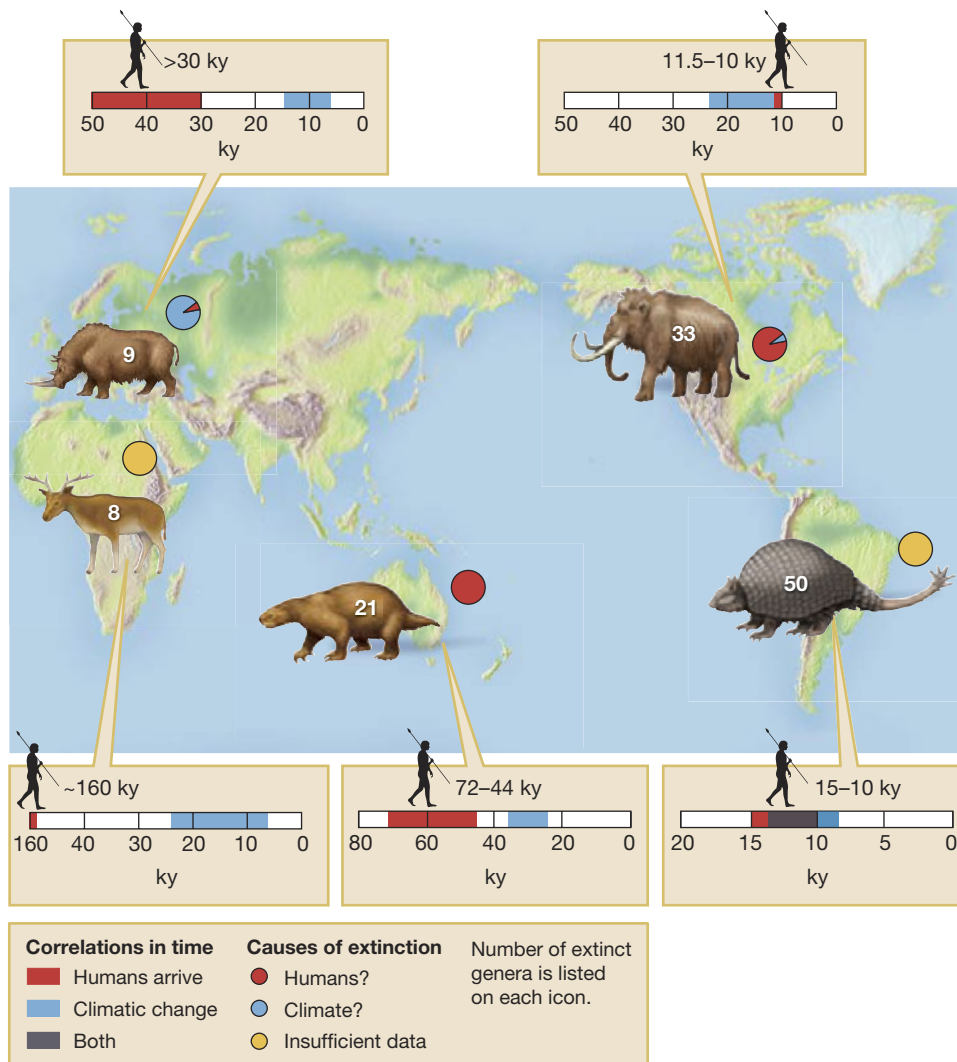 >30 ky
50 40 30 20 10 0
ky
11.5–10 ky
50 40 30 20 10 0
ky
9
33
8
21
50
~160 ky
160 40 30 20 10 0
ky
72–44 ky
80 60 40 20 0
ky
15–10 ky
20 15 10 5 0
ky
Correlations in time
Humans arrive
Climatic change
Both
Causes of extinction
Humans?
Climate?
Insufficient data
Number of extinct
genera is listed
on each icon.